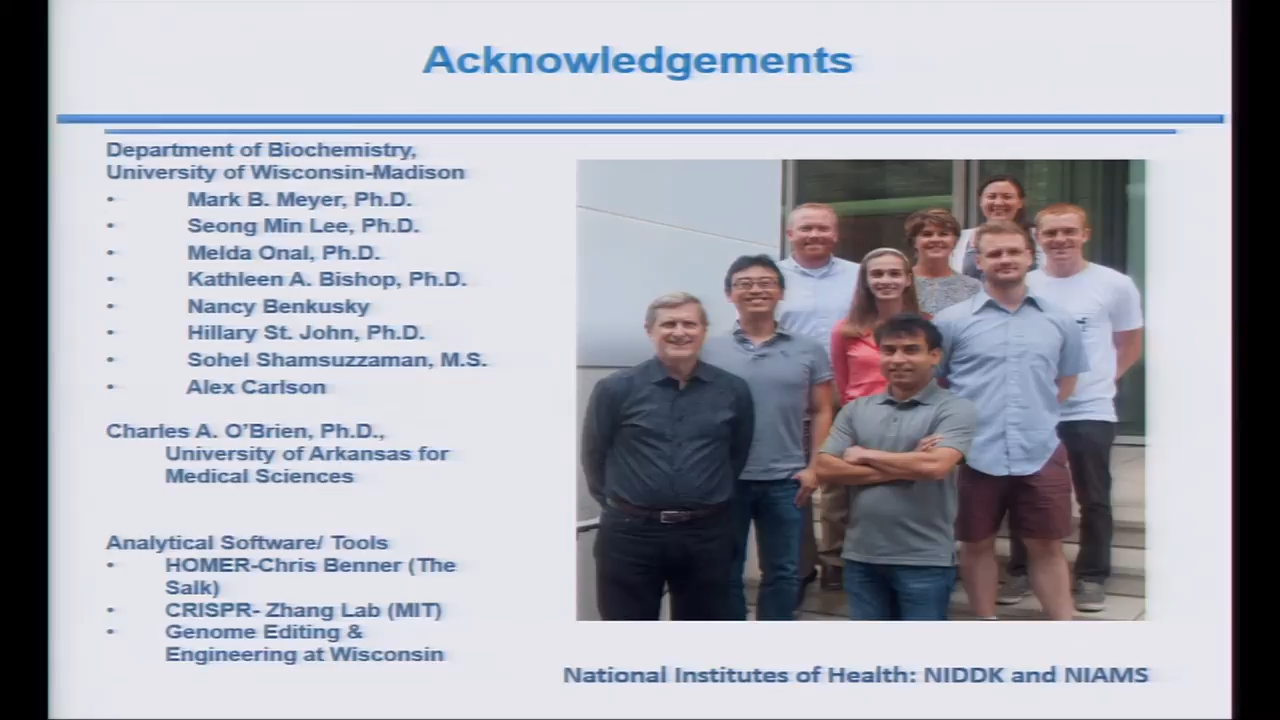 Acknowledgements
Department of Biochemistry,
University of Wisconsin-Madison
• Mark B. Meyer, Ph.D.
• Seong Min Lee, Ph.D.
• Melda Onal, Ph.D.
• Kathleen A. Bishop, Ph.D.
• Nancy Benkusky
• Hillary St. John, Ph.D.
• Sohel Shamsuzzaman, M.S.
• Alex Carlson
Charles A. O'Brien, Ph.D.,
University of Arkansas for
Medical Sciences
Analytical Software/ Tools
• HOMER-Chris Benner (The
Salk)
• CRISPR- Zhang Lab (MIT)
• Genome Editing &
Engineering at Wisconsin
National Institutes of Health: NIDDK and NIAMS